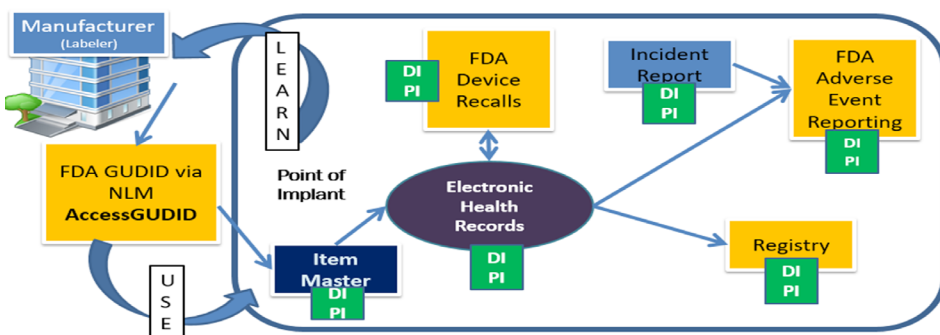 Manufacturer
(Labeler)
L
E
A
R
N
FDA
Device
Recalls
DI
PI
Incident
Report
DI
PI
FDA
Adverse
Event
Reporting
DI
PI
FDA GUDID via
NLM
AccessGUDID
Point of
Implant
Electronic
Health
Records
DI
PI
Item
Master
DI
PI
Registry
DI
PI
U
S
E